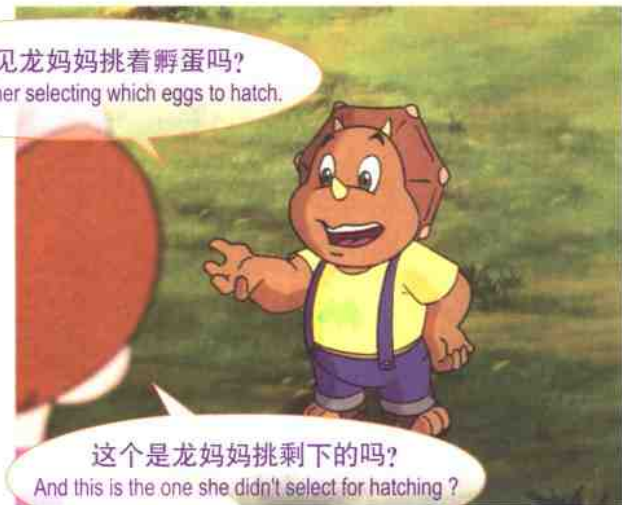 见龙妈妈挑着孵蛋吗?
her selecting which eggs to hatch.
这个是龙妈妈挑剩下的吗?
And this is the one she didn't select for hatching ?